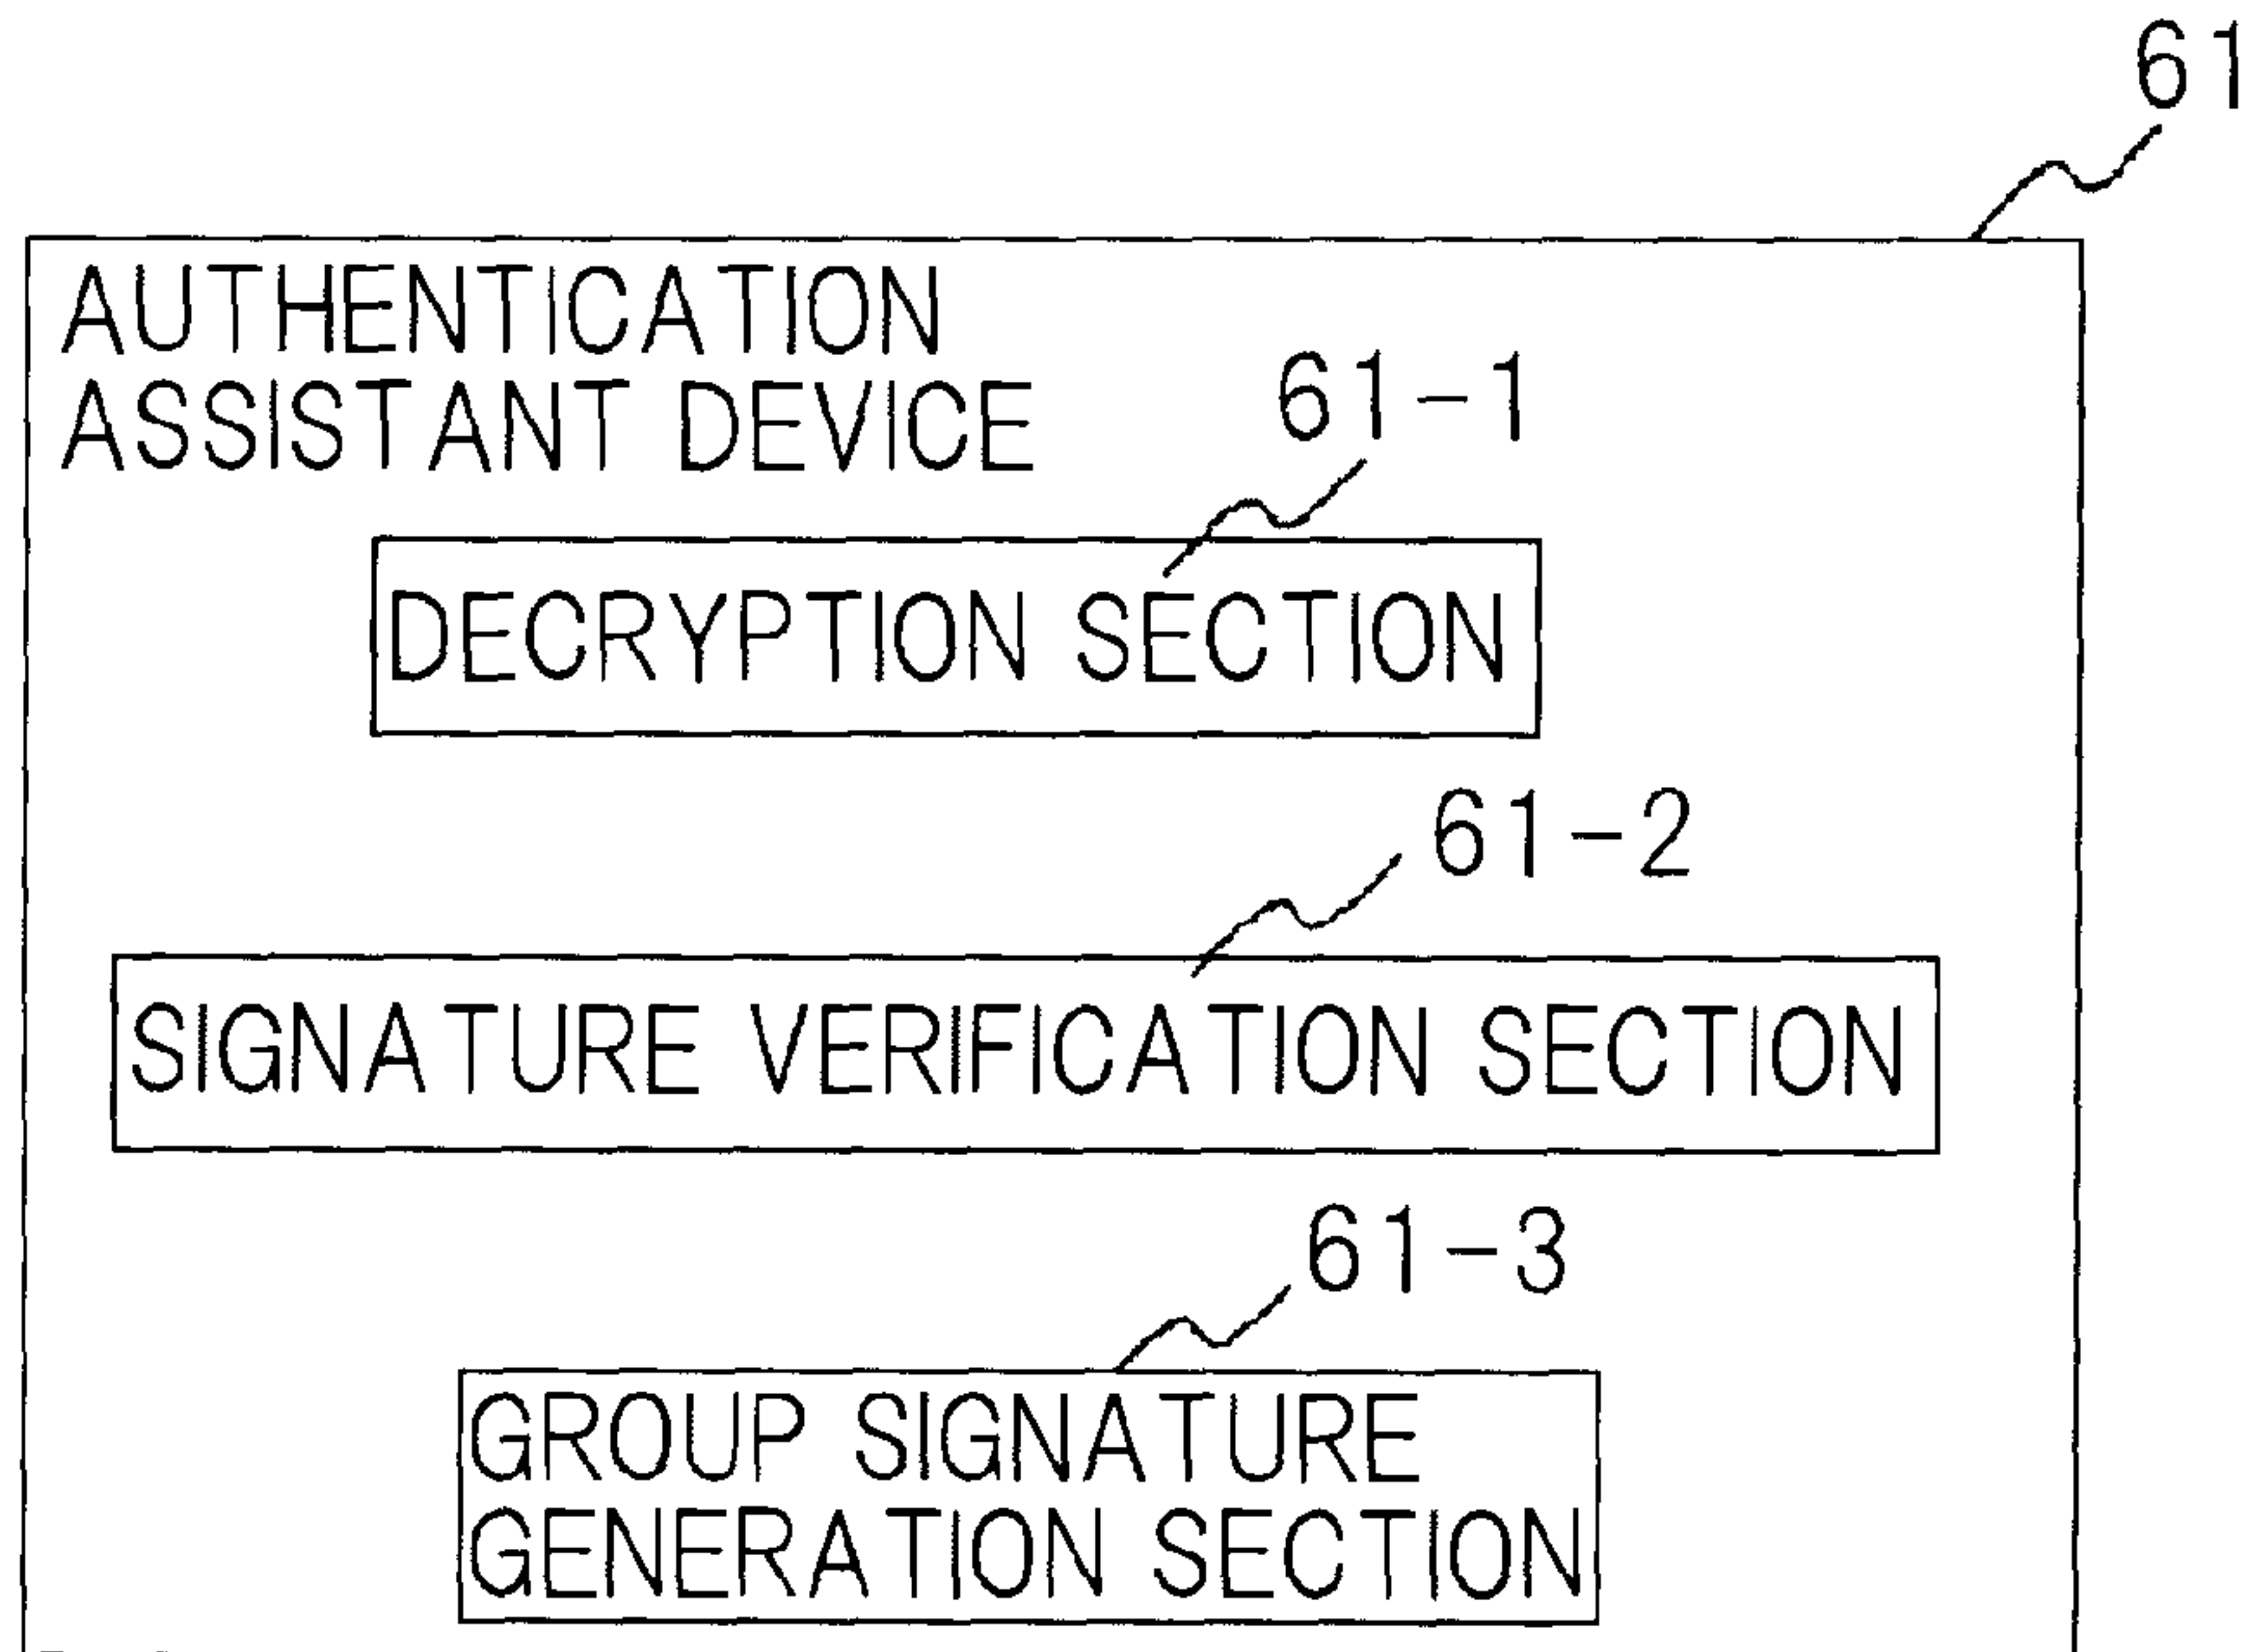 61
AUTHENTICATION
ASSISTANT DEVICE
61-1
DECRYPTION SECTION
61-2
SIGNATURE VERIFICATION SECTION
61-3
GROUP SIGNATURE
GENERATION SECTION